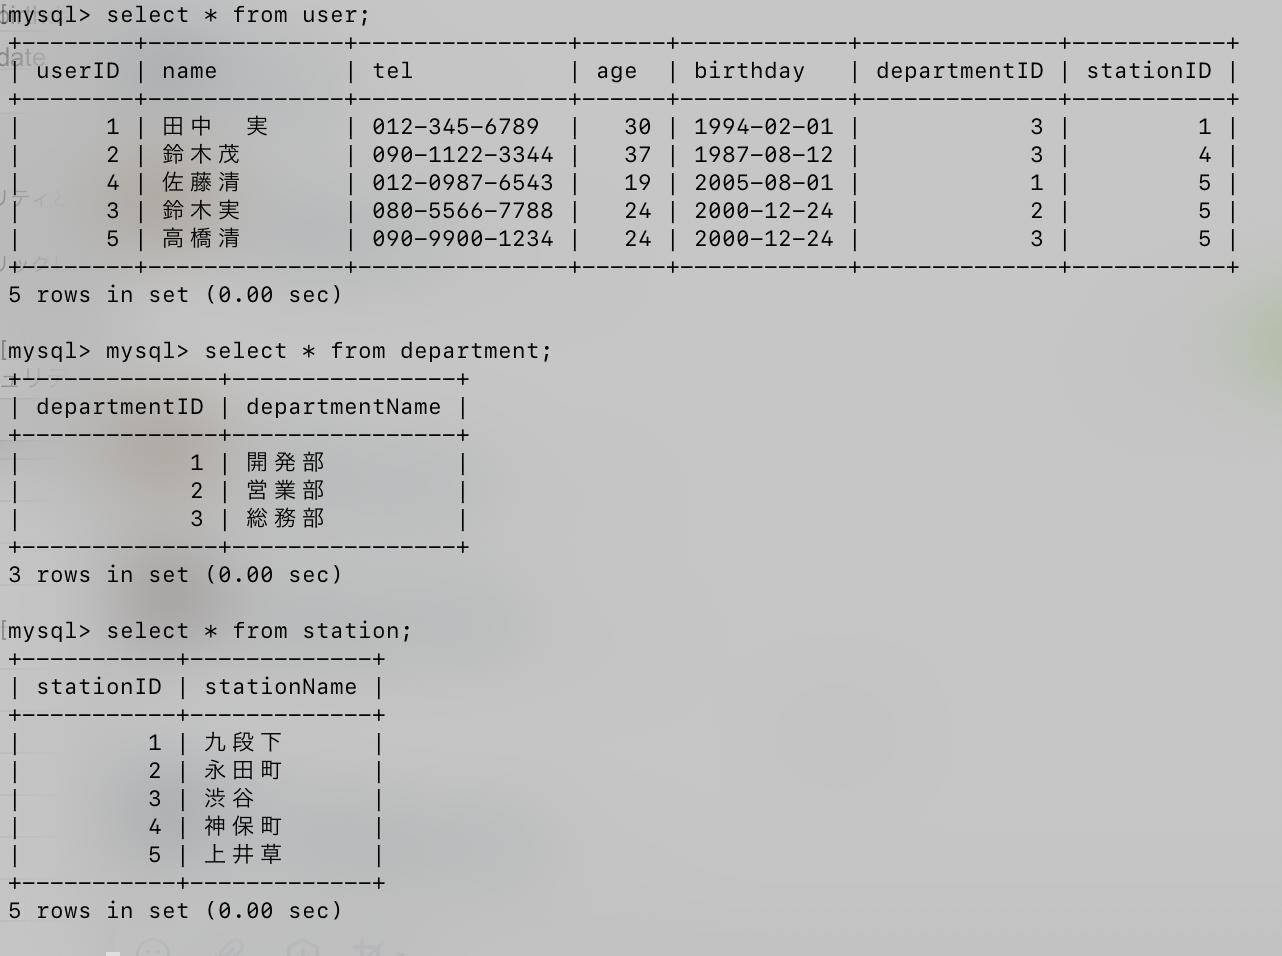 mysql> select * from user;
+--------+--------------+---------------+------+------------+--------------+-----------+
| userID | name | tel | age | birthday | departmentID | stationID |
+--------+--------------+---------------+------+------------+--------------+-----------+
| 1 | 田中　実 | 012-345-6789 | 30 | 1994-02-01 | 3 | 1 |
| 2 | 鈴木茂 | 090-1122-3344 | 37 | 1987-08-12 | 3 | 4 |
| 4 | 佐藤清 | 012-0987-6543 | 19 | 2005-08-01 | 1 | 5 |
| 3 | 鈴木実 | 080-5566-7788 | 24 | 2000-12-24 | 2 | 5 |
| 5 | 高橋清 | 090-9900-1234 | 24 | 2000-12-24 | 3 | 5 |
+--------+--------------+---------------+------+------------+--------------+-----------+
5 rows in set (0.00 sec)
[mysql> mysql> select * from department;
+--------------+----------------+
| departmentID | departmentName |
+--------------+----------------+
| 1 | 開発部 |
| 2 | 営業部 |
| 3 | 総務部 |
+--------------+----------------+
3 rows in set (0.00 sec)
[mysql> select * from station;
+-----------+-------------+
| stationID | stationName |
+-----------+-------------+
| 1 | 九段下 |
| 2 | 永田町 |
| 3 | 渋谷 |
| 4 | 神保町 |
| 5 | 上井草 |
+-----------+-------------+
5 rows in set (0.00 sec)